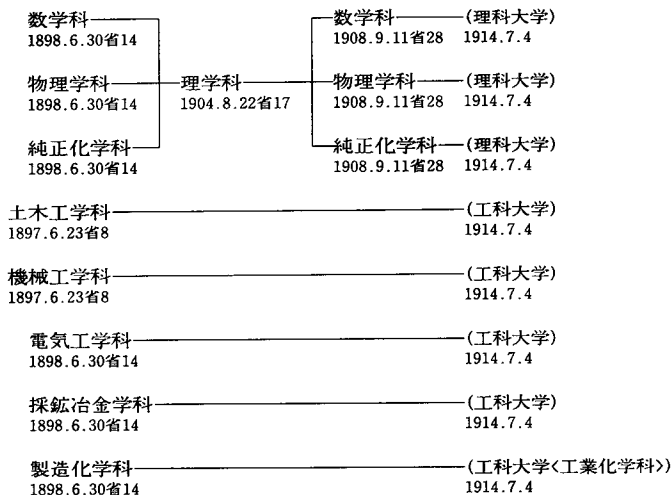 数学科 数学科 (理科大学)
1898.6.30省14 1908.9.11省28 1914.7.4
物理学科 理学科 物理学科 (理科大学)
1898.6.30省14 1904.8.22省17 1908.9.11省28 1914.7.4
純正化学科 純正化学科 (理科大学)
1898.6.30省14 1908.9.11省28 1914.7.4
土木工学科 (工科大学)
1897.6.23省8 1914.7.4
機械工学科 (工科大学)
1897.6.23省8 1914.7.4
電気工学科 (工科大学)
1898.6.30省14 1914.7.4
採鉱冶金学科 (工科大学)
1898.6.30省14 1914.7.4
製造化学科 (工科大学<工業化学科>)
1898.6.30省14 1914.7.4